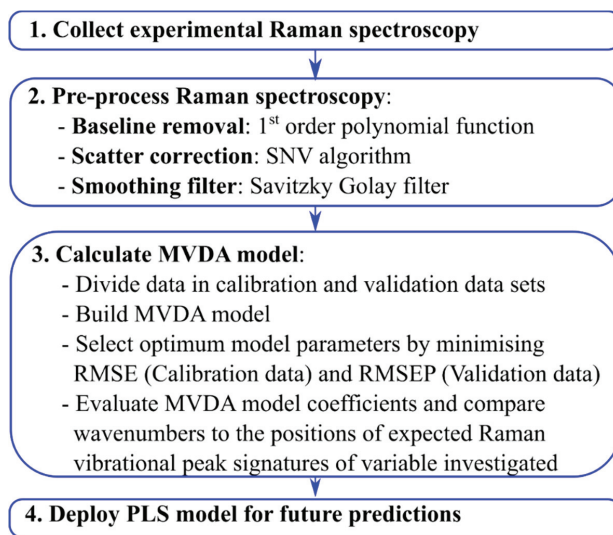 1. Collect experimental Raman spectroscopy
2. Pre-process Raman spectroscopy:
- Baseline removal: 1st order polynomial function
- Scatter correction: SNV algorithm
- Smoothing filter: Savitzky Golay filter
3. Calculate MVDA model:
- Divide data in calibration and validation data sets
- Build MVDA model
- Select optimum model parameters by minimising
RMSE (Calibration data) and RMSEP (Validation data)
- Evaluate MVDA model coefficients and compare
wavenumbers to the positions of expected Raman
vibrational peak signatures of variable investigated
4. Deploy PLS model for future predictions